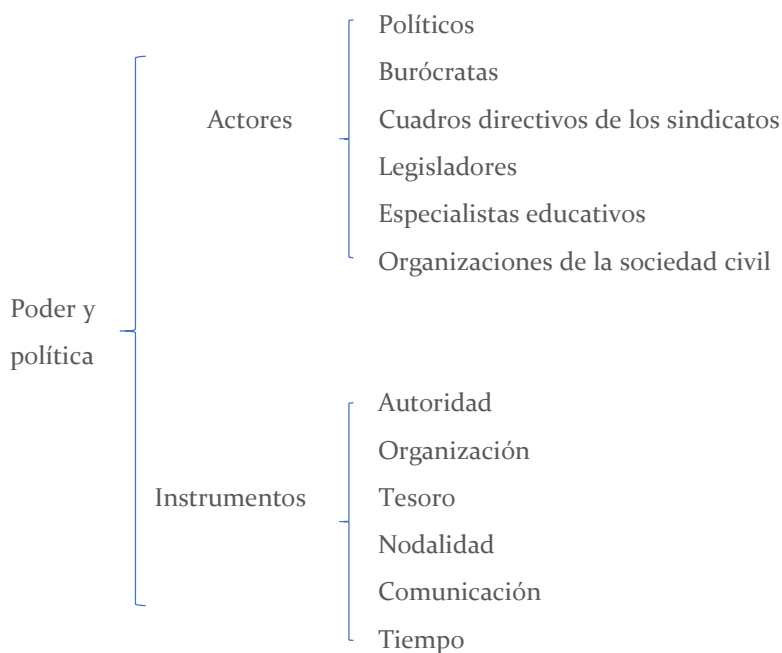 Poder y
política
Actores
Políticos
Burócratas
Cuadros directivos de los sindicatos
Legisladores
Especialistas educativos
Organizaciones de la sociedad civil
Instrumentos
Autoridad
Organización
Tesoro
Nodalidad
Comunicación
Tiempo